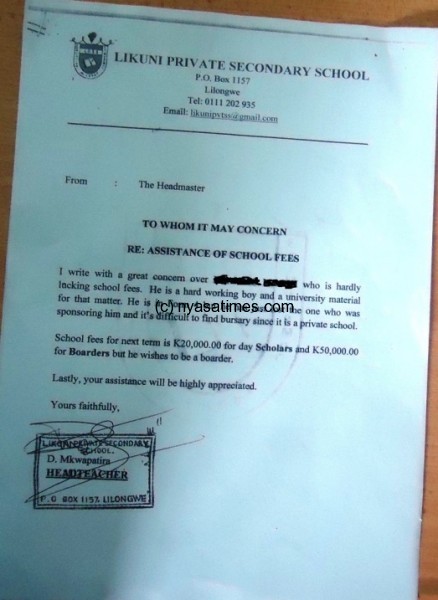 LIKUNI PRIVATE SECONDARY SCHOOL
P.O. Box 1157
Lilongwe
Tel: 0111 202 935
Email: likunipvtss@gmail.com
From : The Headmaster
TO WHOM IT MAY CONCERN
RE: ASSISTANCE OF SCHOOL FEES
I write with a great concern over who is hardly
lacking school fees. He is a hard working boy and a university material
for that matter. He is the one who was
(c) nyasatimes.com
sponsoring him and it's difficult to find bursary since it is a private school.
School fees for next term is K20,000.00 for day Scholars and K50,000.00
for Boarders but he wishes to be a boarder.
Lastly, your assistance will be highly appreciated.
Yours faithfully,
LIKUNI PRIVATE SECONDARY
SCHOOL.
D. Mkwapatira
HEADTEACHER
P.O BOX 1157, LILONGWE